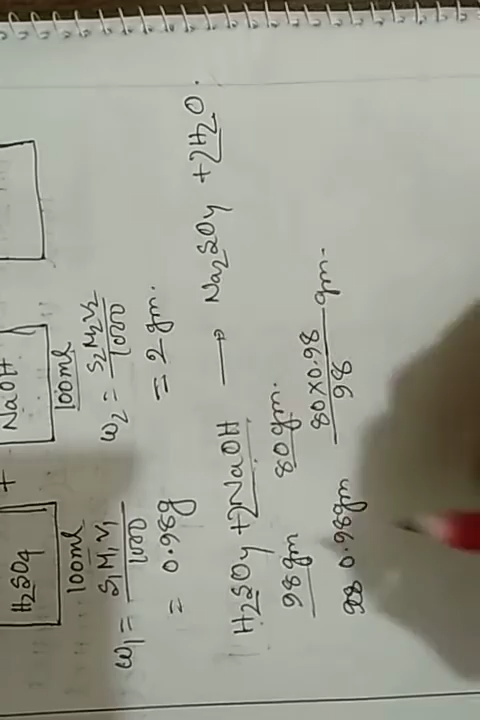 H2SO4 + NaOH
100ml 100ml
W1 = S1M1V1/1000 W2 = S2M2V2/1000
= 0.98g = 2 gm.
H2SO4 + 2NaOH → Na2SO4 + 2H2O.
98gm 80gm.
0.98gm 80×0.98/98 gm.